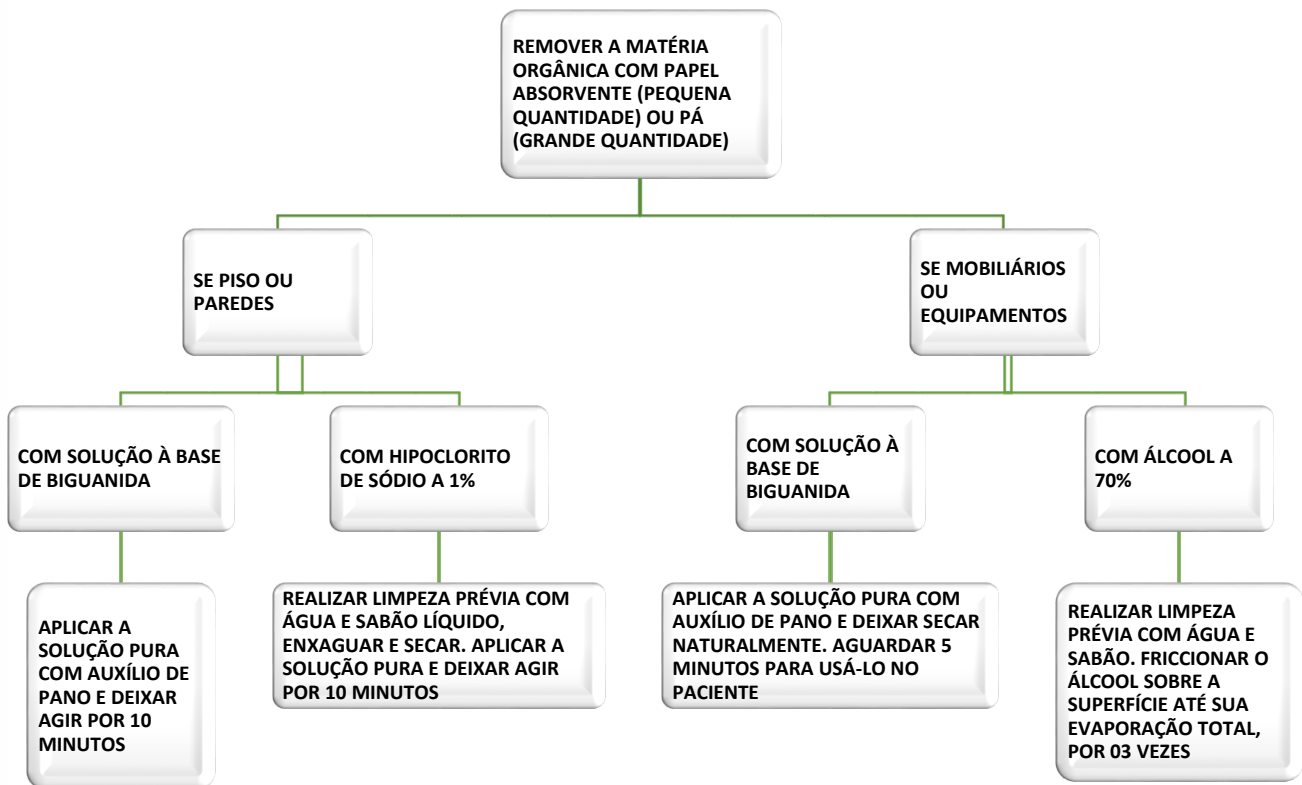 REMOVER A MATÉRIA
ORGÂNICA COM PAPEL
ABSORVENTE (PEQUENA
QUANTIDADE) OU PÁ
(GRANDE QUANTIDADE)
SE PISO OU
PAREDES
SE MOBILIÁRIOS
OU
EQUIPAMENTOS
COM SOLUÇÃO À BASE
DE BIGUANIDA
COM HIPOCLORITO
DE SÓDIO A 1%
COM SOLUÇÃO À
BASE DE
BIGUANIDA
COM ÁLCOOL A
70%
APLICAR A
SOLUÇÃO PURA
COM AUXÍLIO DE
PANO E DEIXAR
AGIR POR 10
MINUTOS
REALIZAR LIMPEZA PRÉVIA COM
ÁGUA E SABÃO LÍQUIDO,
ENXAGUAR E SECAR. APLICAR A
SOLUÇÃO PURA E DEIXAR AGIR
POR 10 MINUTOS
APLICAR A SOLUÇÃO PURA COM
AUXÍLIO DE PANO E DEIXAR SECAR
NATURALMENTE. AGUARDAR 5
MINUTOS PARA USÁ-LO NO
PACIENTE
REALIZAR LIMPEZA
PRÉVIA COM ÁGUA E
SABÃO. FRICCIONAR O
ÁLCOOL SOBRE A
SUPERFÍCIE ATÉ SUA
EVAPORAÇÃO TOTAL,
POR 03 VEZES